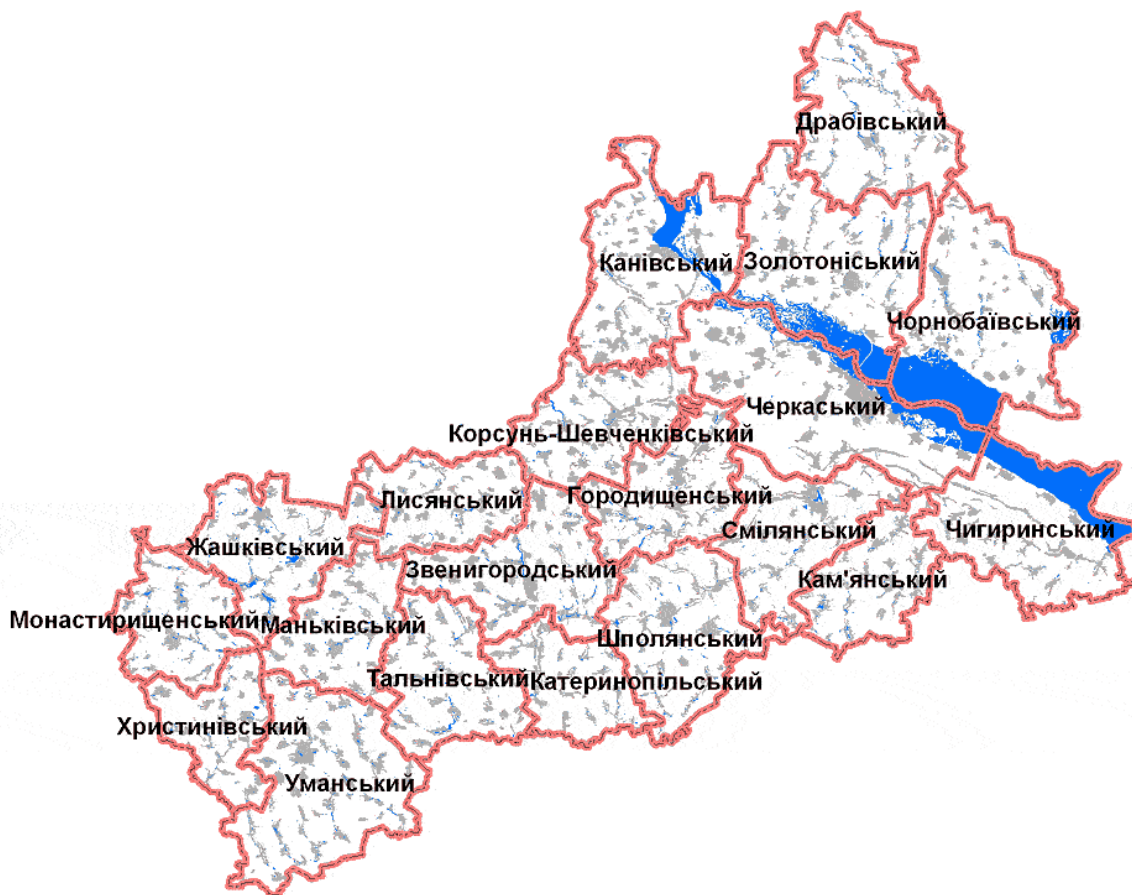 Драбівський
Канівський
Золотоніський
Чорнобаївський
Черкаський
Корсунь-Шевченківський
Лисянський
Городищенський
Смілянський
Чигиринський
Жашківський
Звенигородський
Кам'янський
Монастирищенський
Маньківський
Шполянський
Тальнівський
Катеринопільський
Христинівський
Уманський